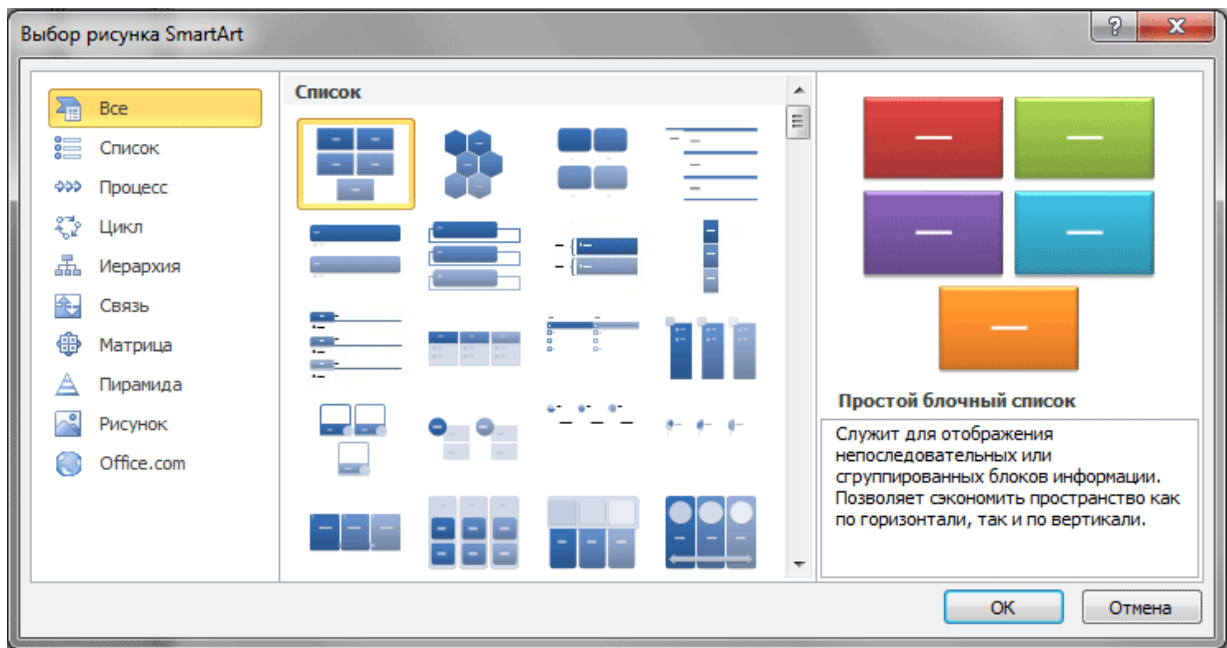 Выбор рисунка SmartArt
Все
Список
Процесс
Цикл
Иерархия
Связь
Матрица
Пирамида
Рисунок
Office.com
Список
Простой блочный список
Служит для отображения
непоследовательных или
сгруппированных блоков информации.
Позволяет сэкономить пространство как
по горизонтали, так и по вертикали.
ОК
Отмена